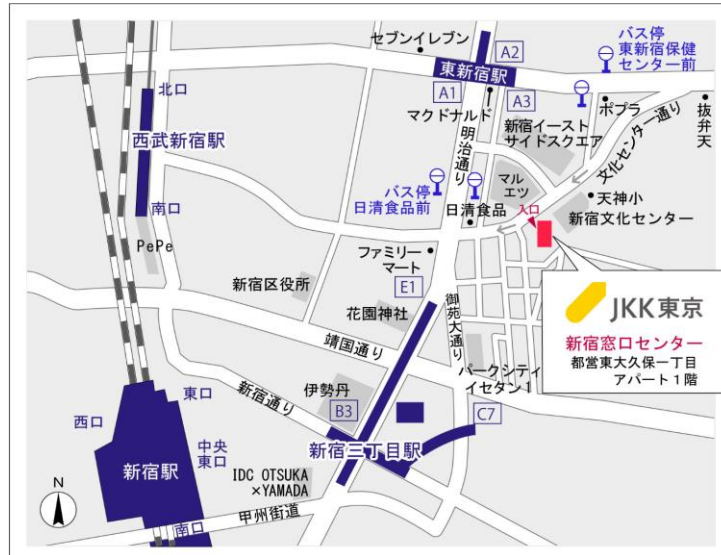 セブンイレブン
A2
バス停
東新宿保健
センター前
東新宿駅
A1
A3
マクドナルド
ポプラ
抜弁天
北口
西武新宿駅
明治通り
新宿イースト
サイドスクエア
文化センター通り
バス停
日清食品前
マル
エツ
天神小
南口
日清食品
入口
新宿文化センター
PePe
ファミリー
マート
新宿区役所
E1
花園神社
御苑大通り
JKK東京
新宿窓口センター
都営東大久保一丁目
アパート1階
靖国通り
パークシティ
イセタン1
新宿通り
伊勢丹
東口
西口
B3
C7
中央
東口
新宿三丁目駅
新宿駅
IDC OTSUKA
×YAMADA
N
甲州街道
南口